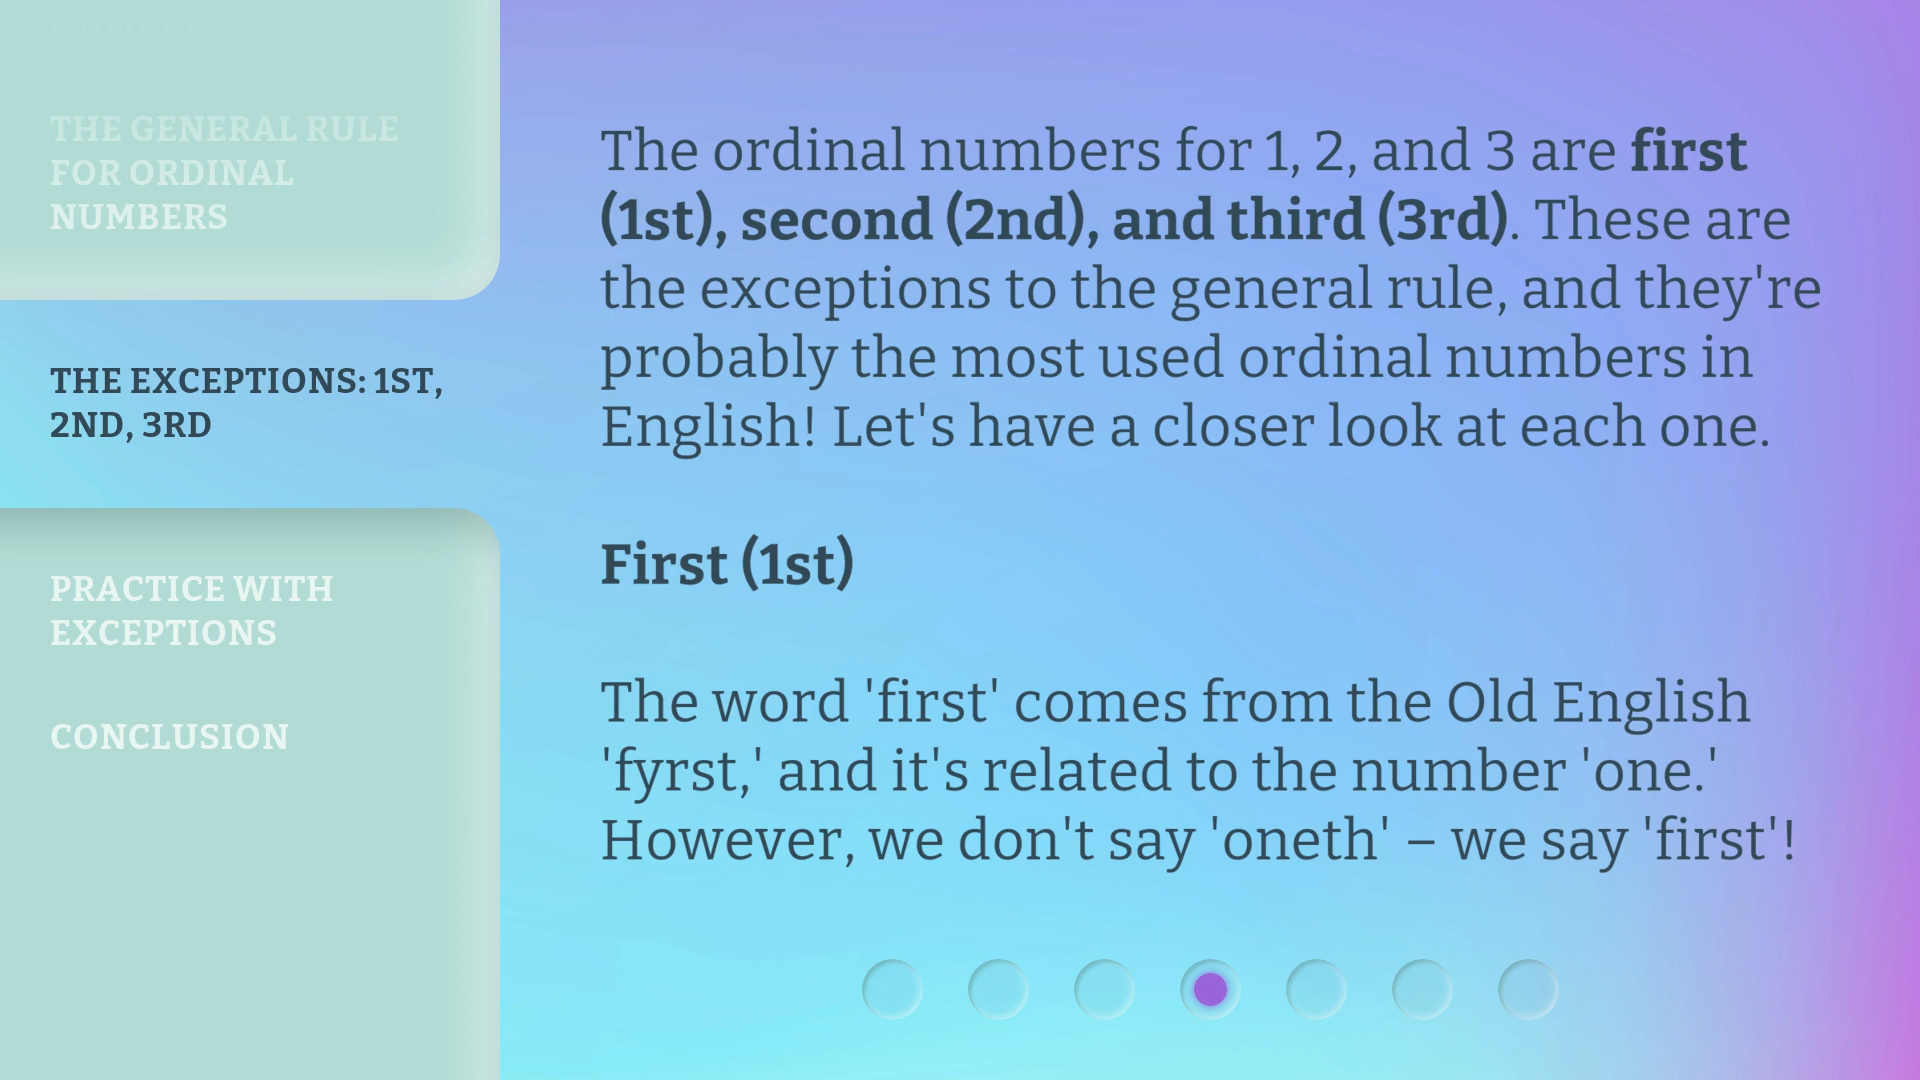 NUMBERS?
THE GENERAL RULE
FOR ORDINAL
NUMBERS
THE EXCEPTIONS: 1ST,
2ND, 3RD
PRACTICE WITH
EXCEPTIONS
CONCLUSION
The ordinal numbers for 1, 2, and 3 are first
(1st), second (2nd), and third (3rd). These are
the exceptions to the general rule, and they're
probably the most used ordinal numbers in
English! Let's have a closer look at each one.
First (1st)
The word 'first' comes from the Old English
'fyrst,' and it's related to the number 'one.'
However, we don't say 'oneth' – we say 'first'!